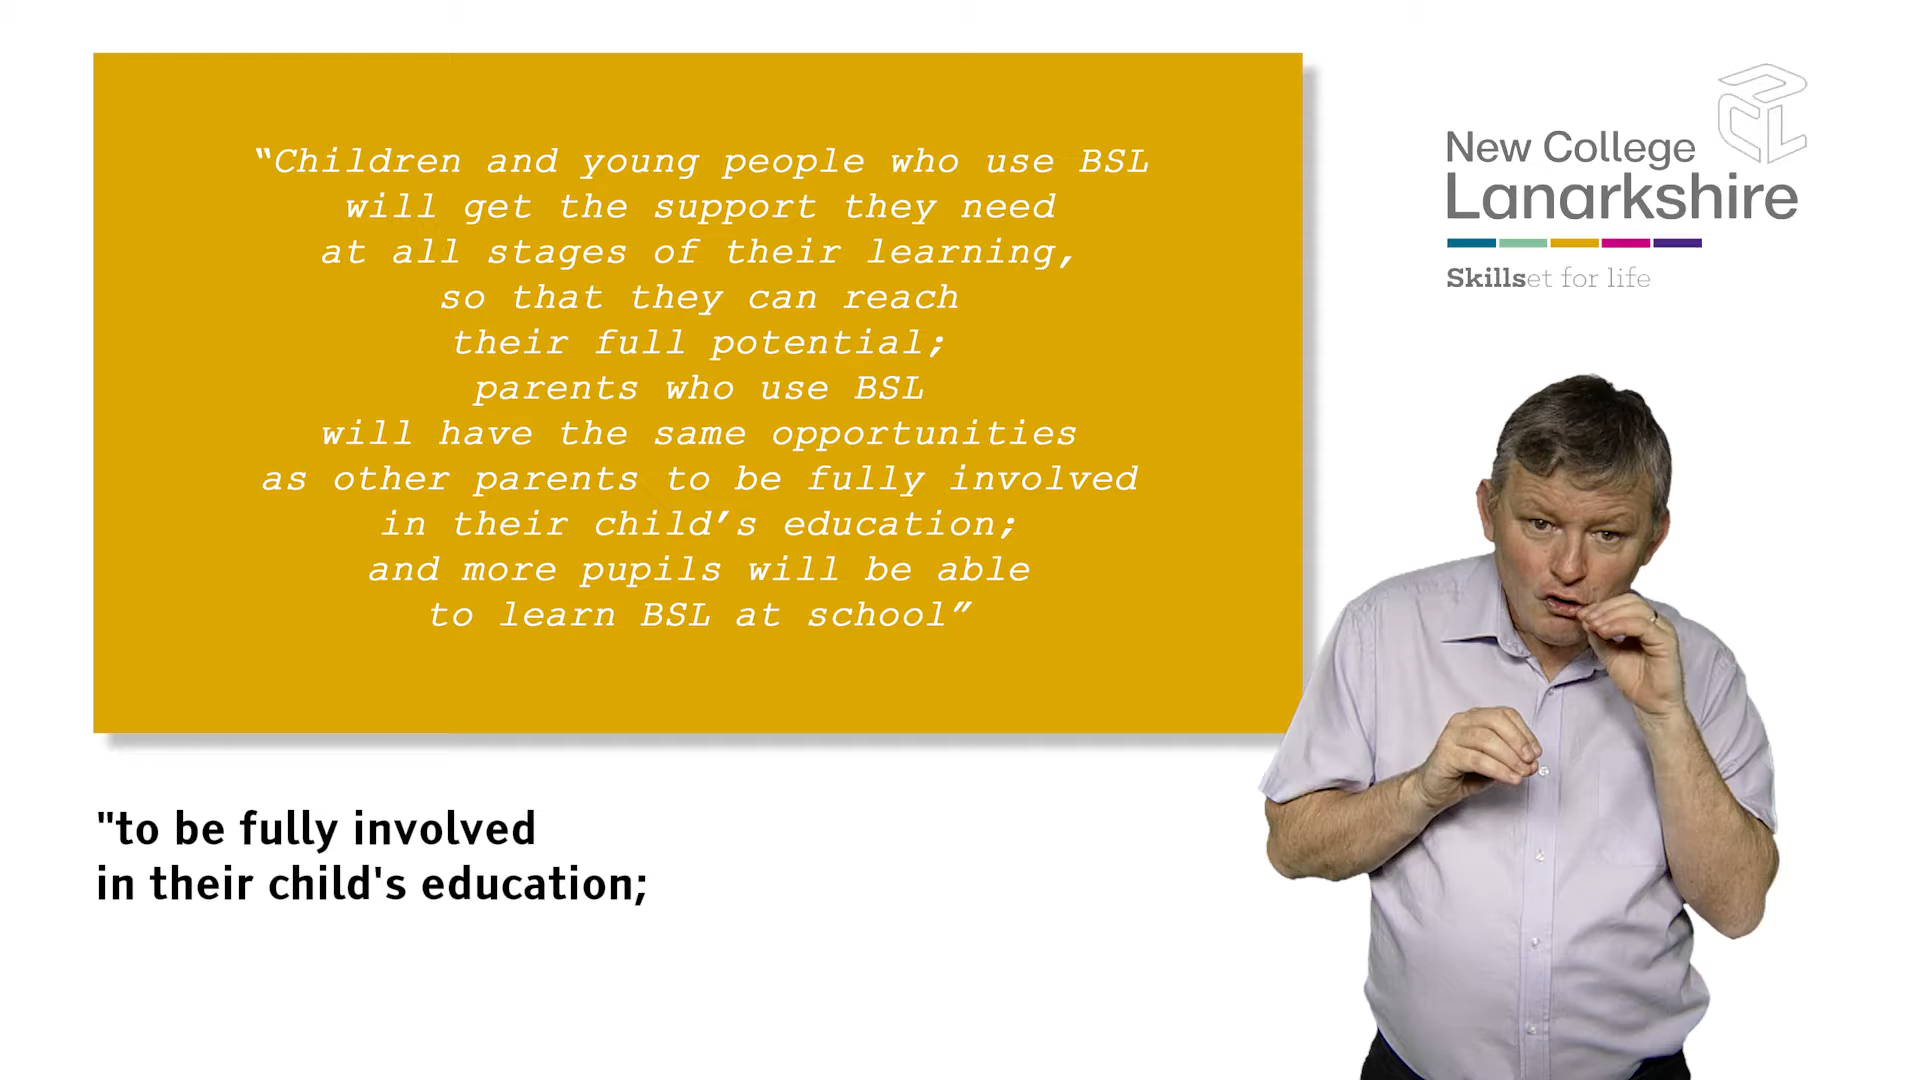 “Children and young people who use BSL
will get the support they need
at all stages of their learning,
so that they can reach
their full potential;
parents who use BSL
will have the same opportunities
as other parents to be fully involved
in their child’s education;
and more pupils will be able
to learn BSL at school”
NCL
New College
Lanarkshire
Skillset for life
"to be fully involved
in their child's education;